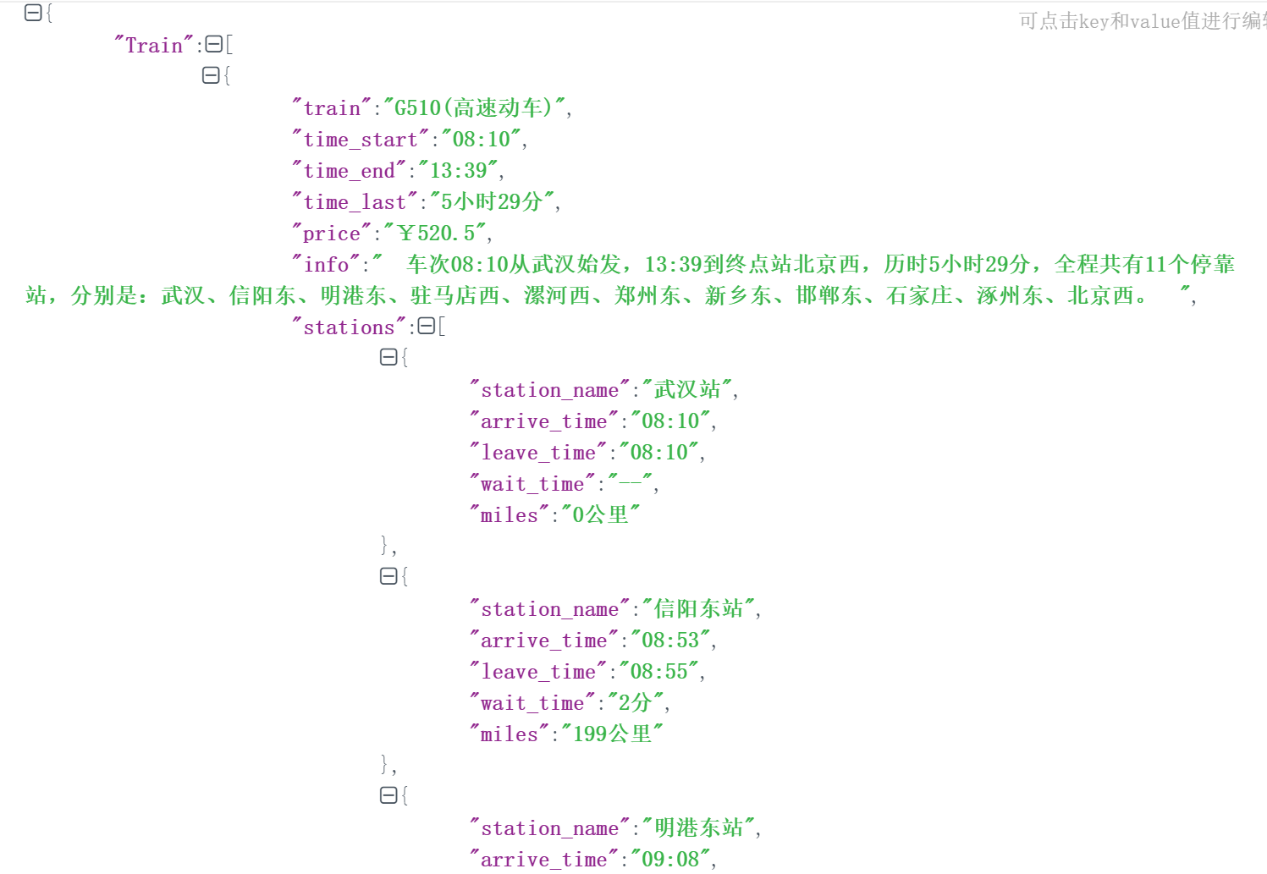 {
可点击key和value值进行编
"Train":[
{
"train":"G510(高速动车)",
"time_start":"08:10",
"time_end":"13:39",
"time_last":"5小时29分",
"price":"￥520.5",
"info":"  车次08:10从武汉始发，13:39到终点站北京西，历时5小时29分，全程共有11个停靠
站，分别是：武汉、信阳东、明港东、驻马店西、漯河西、郑州东、新乡东、邯郸东、石家庄、涿州东、北京西。  ",
"stations":[
{
"station_name":"武汉站",
"arrive_time":"08:10",
"leave_time":"08:10",
"wait_time":"--",
"miles":"0公里"
},
{
"station_name":"信阳东站",
"arrive_time":"08:53",
"leave_time":"08:55",
"wait_time":"2分",
"miles":"199公里"
},
{
"station_name":"明港东站",
"arrive_time":"09:08",